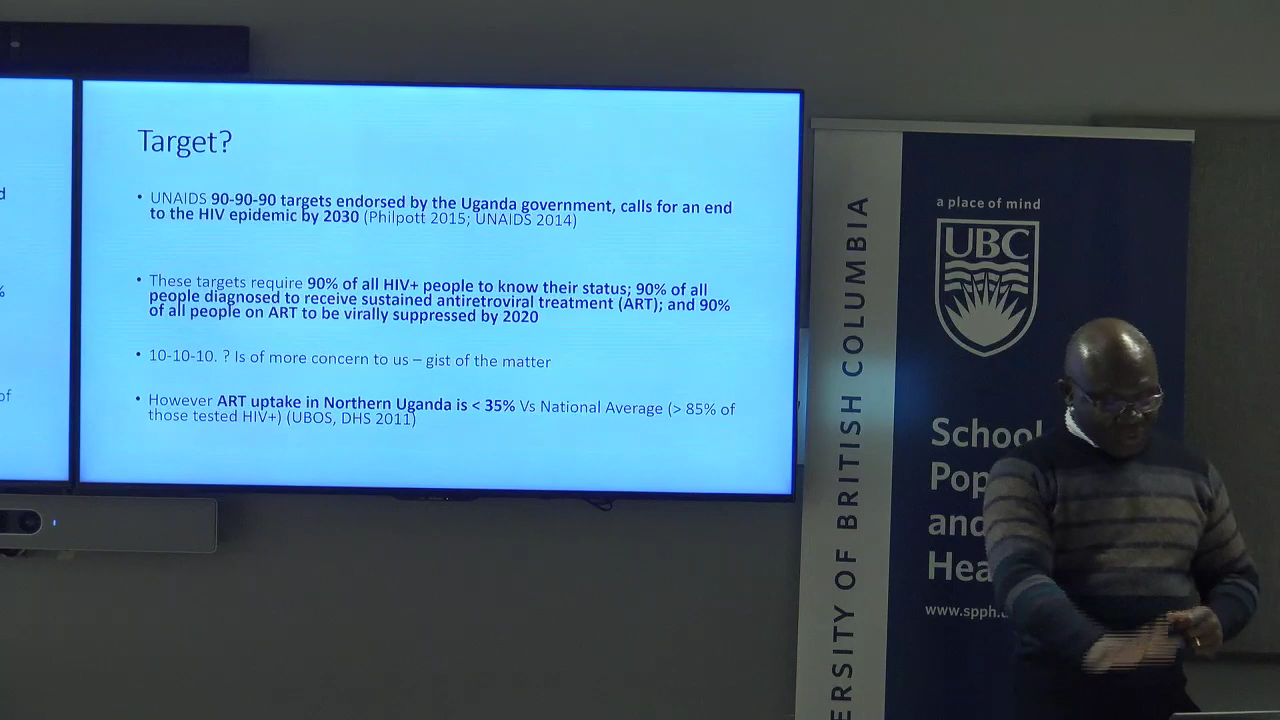 d
%
of
Target?
• UNAIDS 90-90-90 targets endorsed by the Uganda government, calls for an end
to the HIV epidemic by 2030 (Philpott 2015; UNAIDS 2014)
• These targets require 90% of all HIV+ people to know their status; 90% of all
people diagnosed to receive sustained antiretroviral treatment (ART); and 90%
of all people on ART to be virally suppressed by 2020
• 10-10-10. ? Is of more concern to us – gist of the matter
• However ART uptake in Northern Uganda is < 35% Vs National Average (> 85% of
those tested HIV+) (UBOS, DHS 2011)
ERSITY OF BRITISH COLUMBIA
a place of mind
UBC
School
Pop
and
Hea
www.spph.